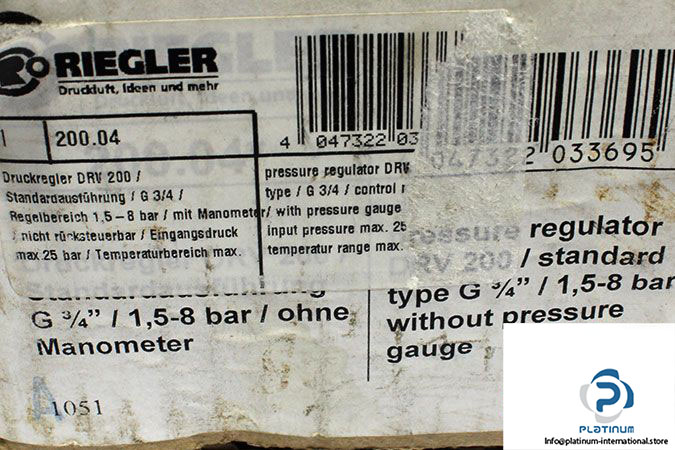 RIEGLER
Druckluft, Ideen und mehr
1 200.04
4 047322 03
047322 033695
Druckregler DRV 200 /
Standardausführung / G 3/4 /
Regelbereich 1,5 – 8 bar / mit Manometer/
/ nicht rücksteuerbar / Eingangsdruck
max.25 bar / Temperaturbereich max.
pressure regulator DRV
type / G 3/4 / control r
with pressure gauge
input pressure max. 25
temperatur range max.
Standardausführung
G ¾" / 1,5-8 bar / ohne
Manometer
pressure regulator
DRV 200 / standard
type G ¾" / 1,5-8 bar
without pressure
gauge
A 1051
PLATINUM
Info@platinum-international.store